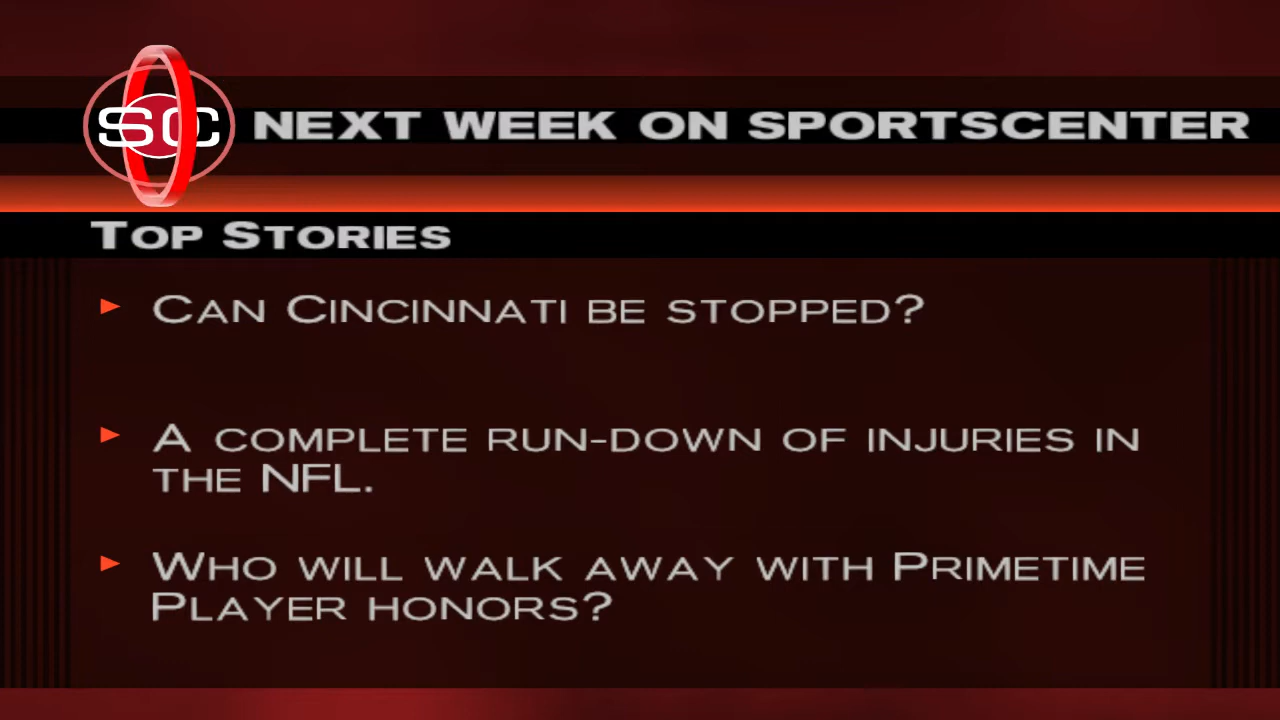 SC NEXT WEEK ON SPORTSCENTER
TOP STORIES
CAN CINCINNATI BE STOPPED?
A COMPLETE RUN-DOWN OF INJURIES IN
THE NFL.
WHO WILL WALK AWAY WITH PRIMETIME
PLAYER HONORS?